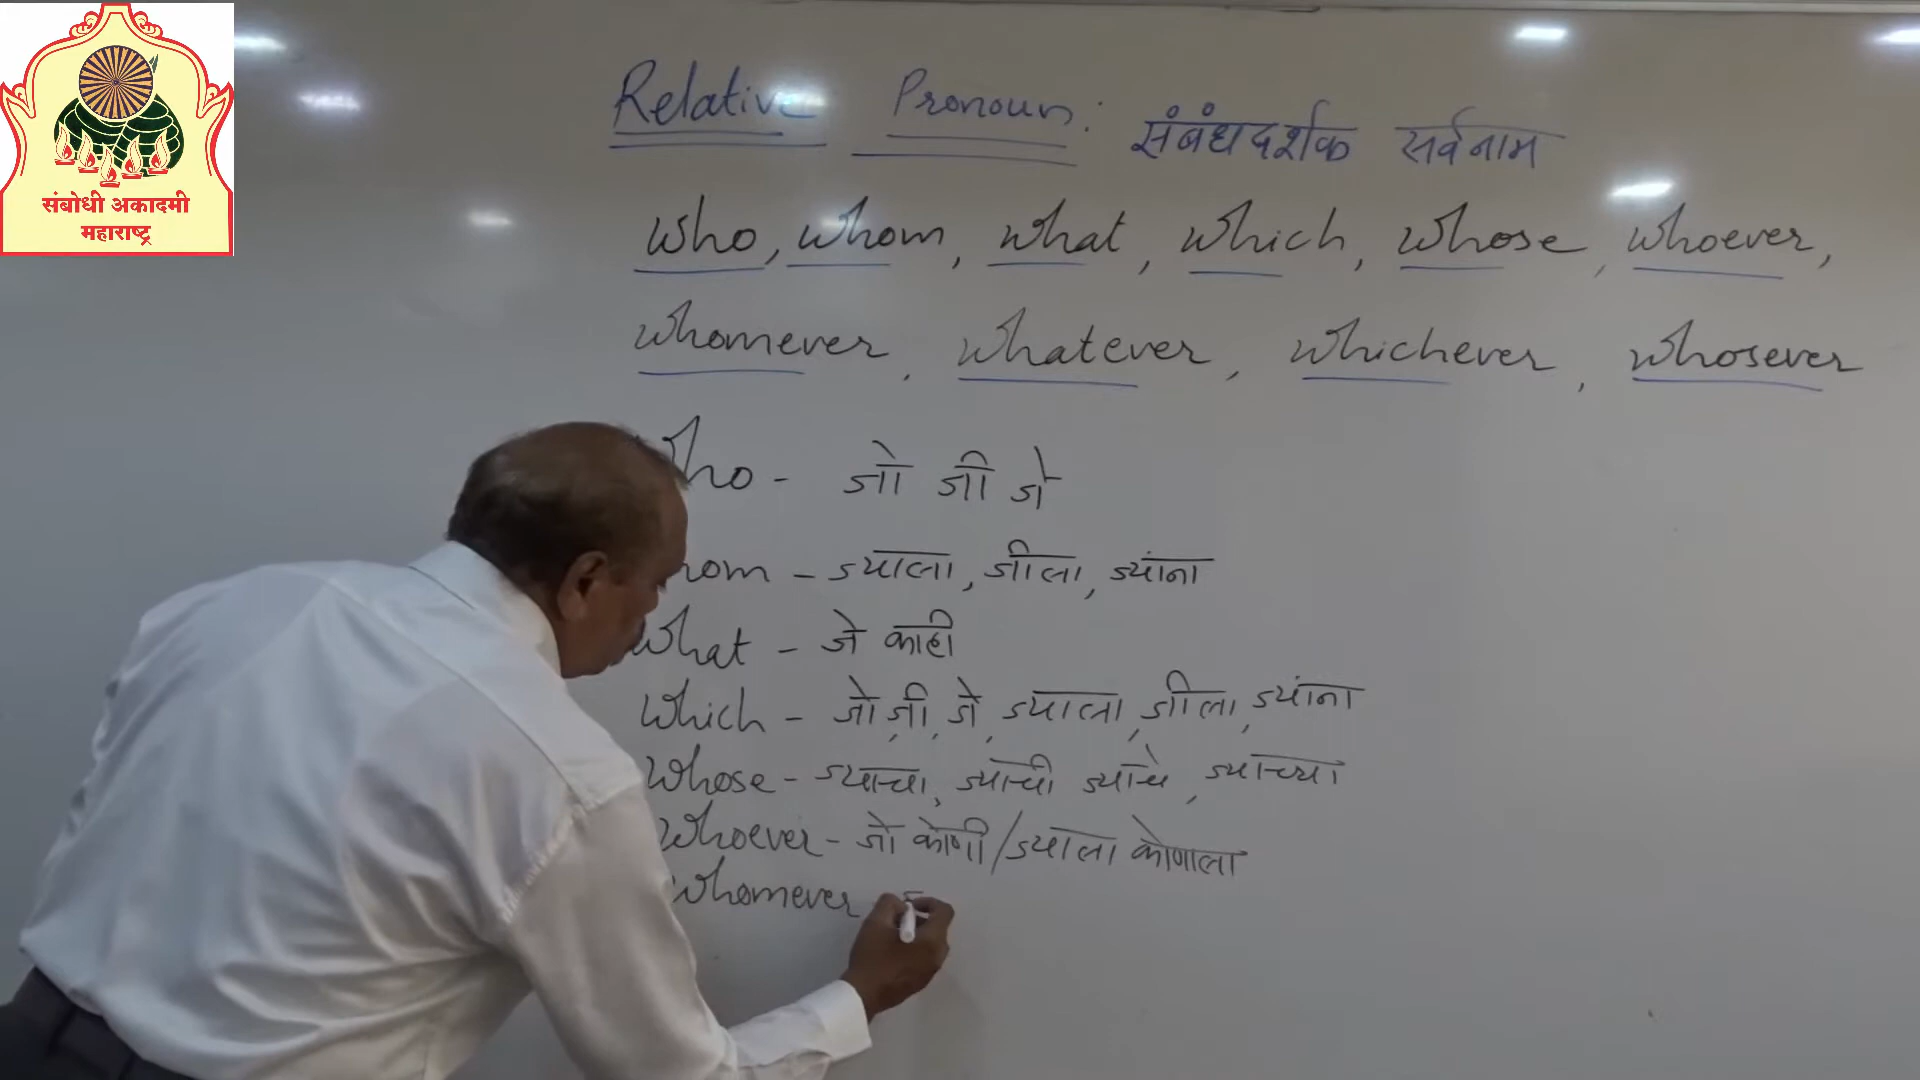 संबोधी अकादमी
महाराष्ट्र
Relative Pronoun: संबंधदर्शक सर्वनाम
who, whom, what, which, whose, whoever,
whomever, whatever, whichever, whosever
who - जो जी जे
whom - ज्याला, जीला, ज्यांना
what - जे काही
which - जो, जी, जे, ज्याला, जीला, ज्यांना
whose - ज्याचा, ज्याची ज्याचे, ज्याच्या
whoever - जो कोणी/ज्याला कोणाला
whomever